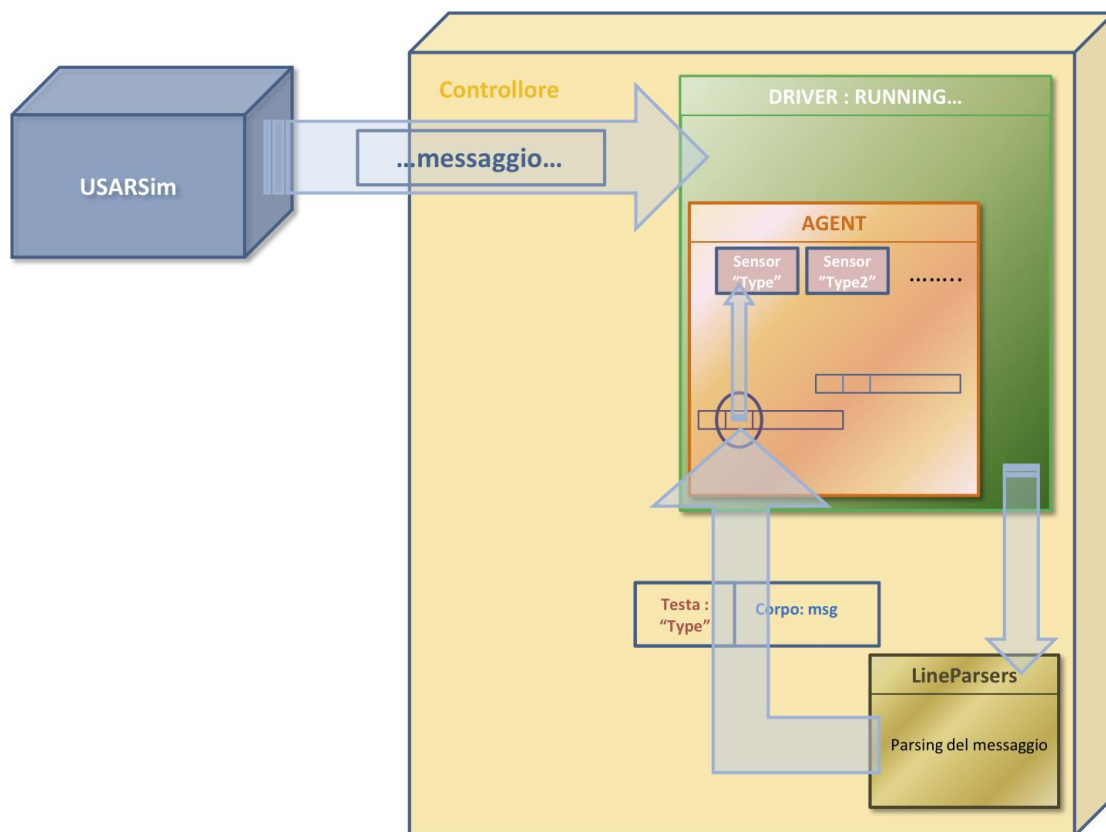 Controllore
DRIVER : RUNNING...
USARSim
...messaggio...
AGENT
Sensor
"Type"
Sensor
"Type2"
........
Testa :
“Type”
Corpo: msg
LineParsers
Parsing del messaggio